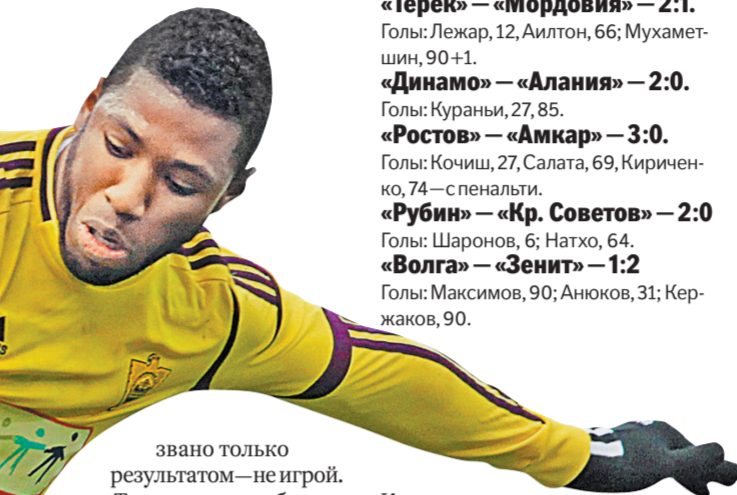 «Терек» — «Мордовия» — 2:1.
Голы: Лежар, 12, Аилтон, 66; Мухамет-
шин, 90+1.
«Динамо» — «Алания» — 2:0.
Голы: Кураньи, 27, 85.
«Ростов» — «Амкар» — 3:0.
Голы: Кочиш, 27, Салата, 69, Киричен-
ко, 74—с пенальти.
«Рубин» — «Кр. Советов» — 2:0
Голы: Шаронов, 6; Натхо, 64.
«Волга» — «Зенит» — 1:2
Голы: Максимов, 90; Анюков, 31; Кер-
жаков, 90.
звано только
результатом—не игрой.